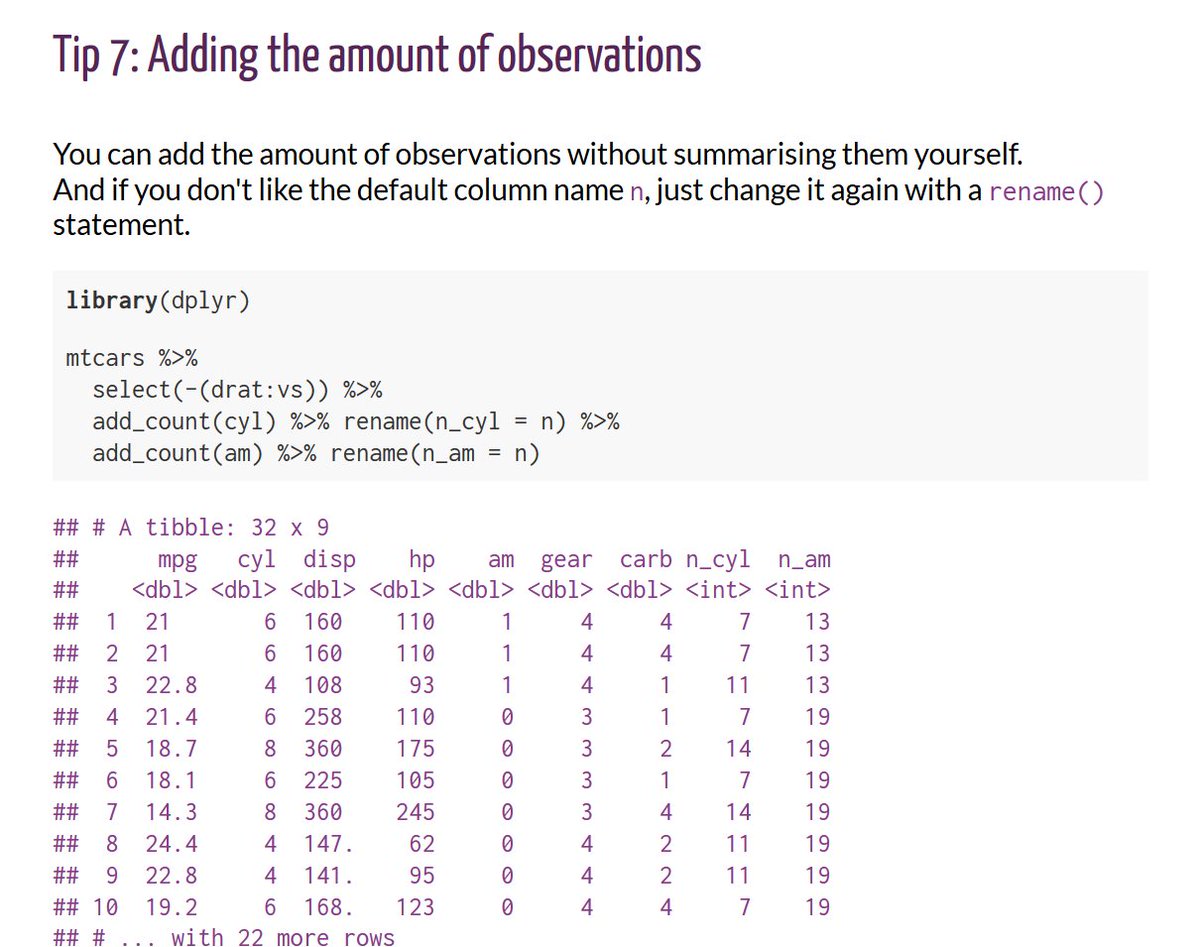 Tip 7: Adding the amount of observations
You can add the amount of observations without summarising them yourself.
And if you don't like the default column name n, just change it again with a rename()
statement.
library(dplyr)
mtcars %>%
  select(-(drat:vs)) %>%
  add_count(cyl) %>% rename(n_cyl = n) %>%
  add_count(am) %>% rename(n_am = n)
## # A tibble: 32 x 9
##      mpg   cyl  disp    hp    am  gear  carb n_cyl  n_am
##    <dbl> <dbl> <dbl> <dbl> <dbl> <dbl> <dbl> <int> <int>
##  1  21       6  160    110     1     4     4     7    13
##  2  21       6  160    110     1     4     4     7    13
##  3  22.8     4  108     93     1     4     1    11    13
##  4  21.4     6  258    110     0     3     1     7    19
##  5  18.7     8  360    175     0     3     2    14    19
##  6  18.1     6  225    105     0     3     1     7    19
##  7  14.3     8  360    245     0     3     4    14    19
##  8  24.4     4  147.    62     0     4     2    11    19
##  9  22.8     4  141.    95     0     4     2    11    19
## 10  19.2     6  168.   123     0     4     4     7    19
## # ... with 22 more rows